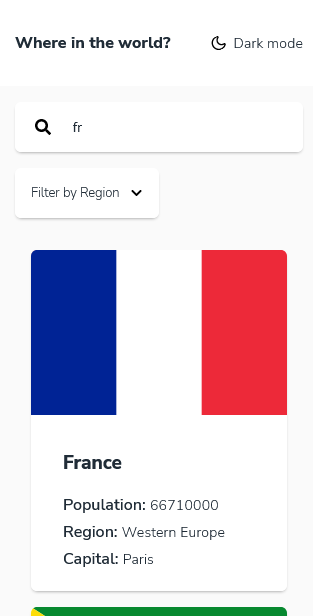 Where in the world?
Dark mode
fr
Filter by Region
France
Population: 66710000
Region: Western Europe
Capital: Paris